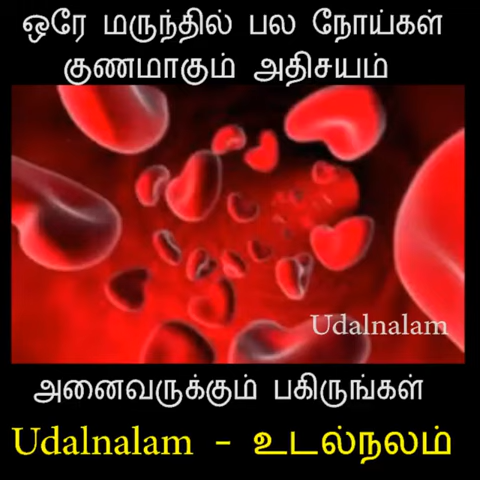 ஒரே மருந்தில் பல நோய்கள்
குணமாகும் அதிசயம்
Udalnalam
அனைவருக்கும் பகிருங்கள்
Udalnalam - உடல்நலம்